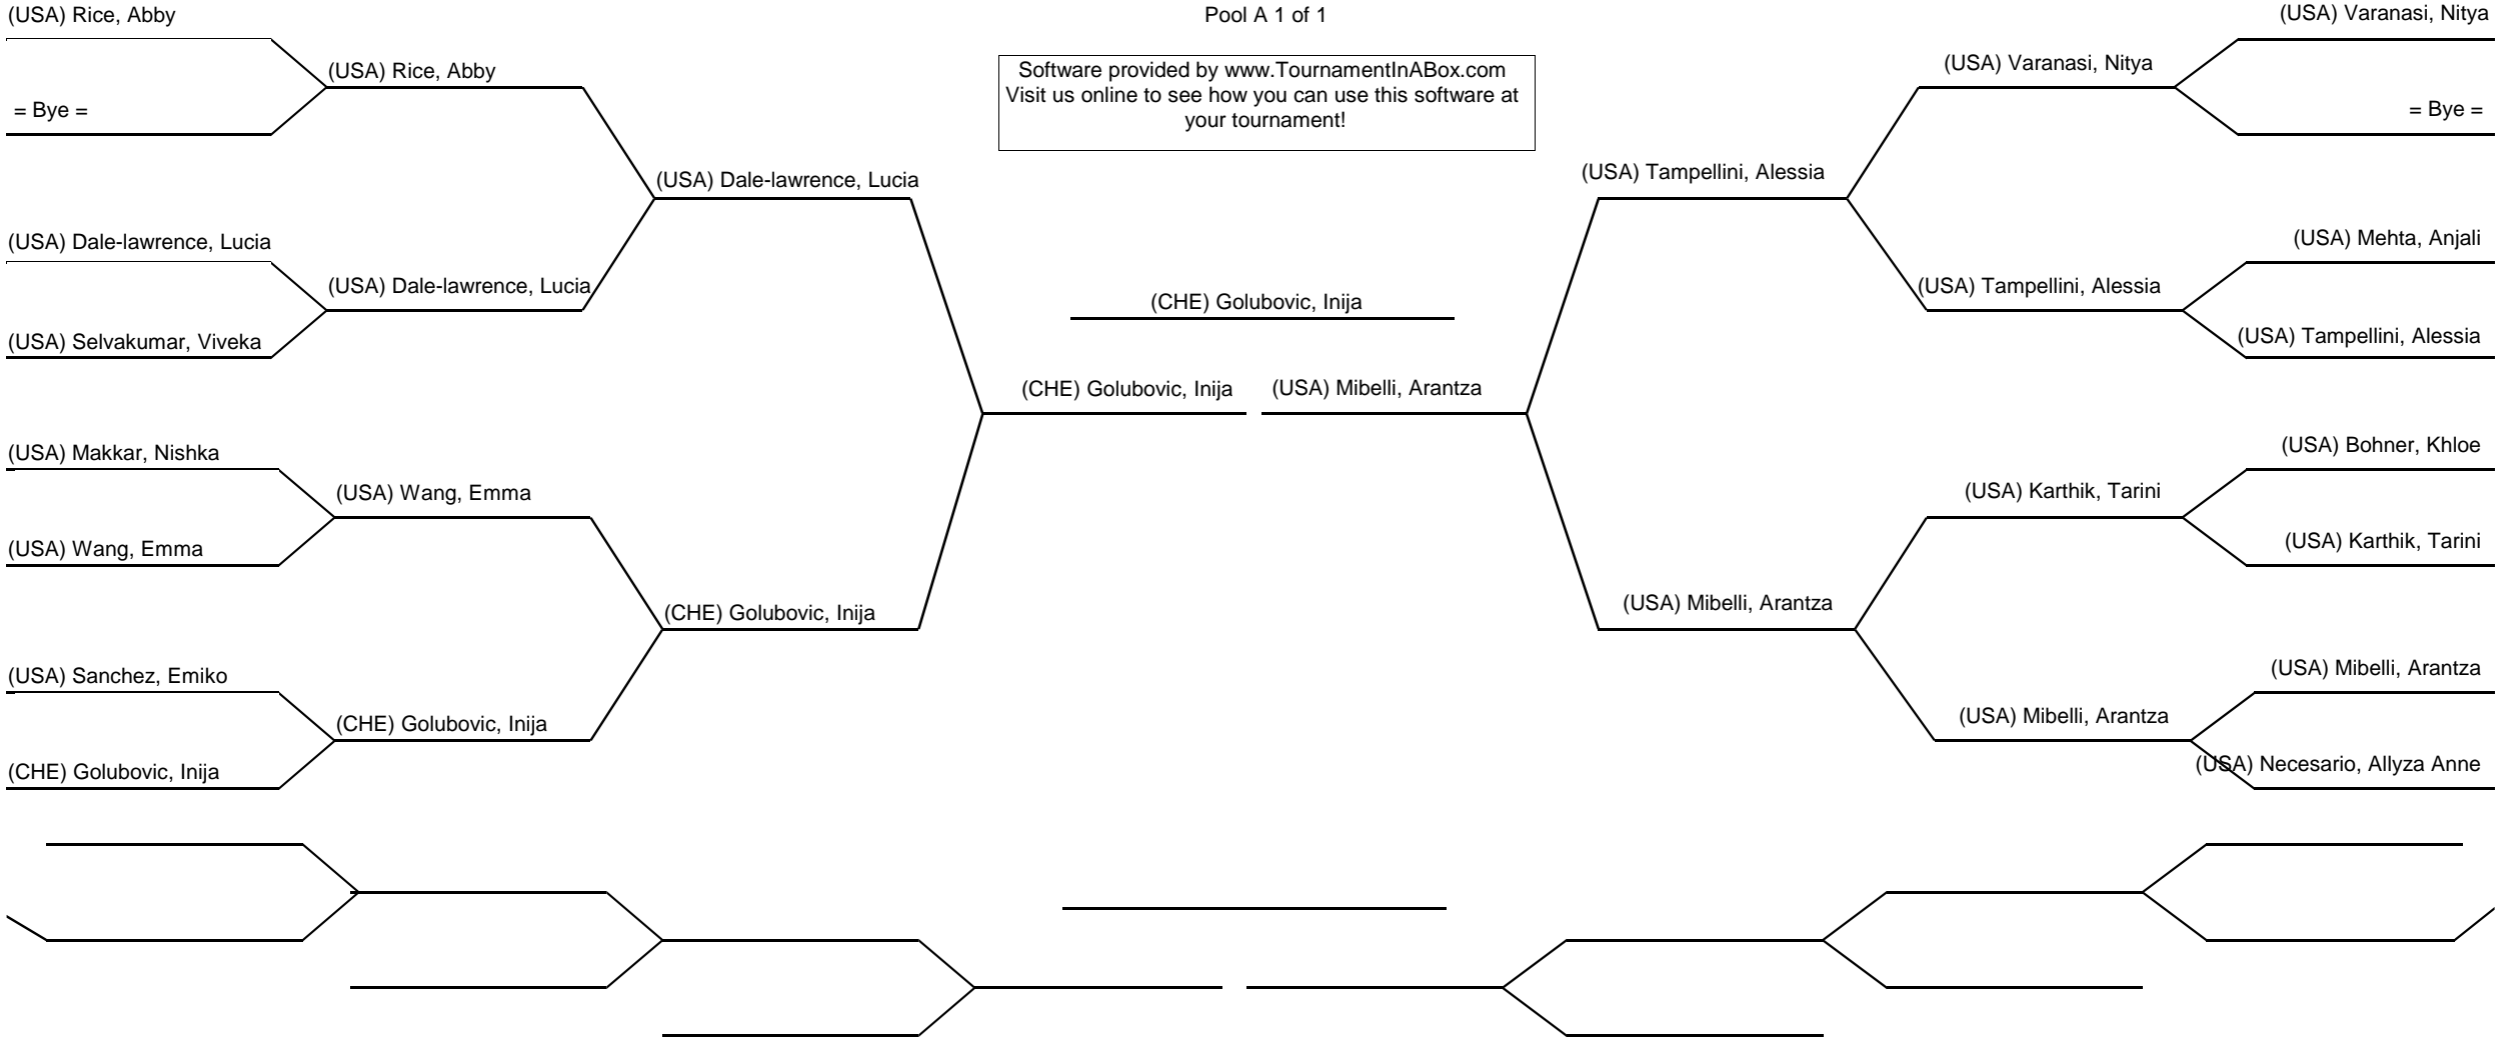 (USA) Rice, Abby
Pool A 1 of 1
(USA) Varanasi, Nitya
(USA) Rice, Abby
Software provided by www.TournamentInABox.com
Visit us online to see how you can use this software at
your tournament!
(USA) Varanasi, Nitya
= Bye =
= Bye =
(USA) Dale-lawrence, Lucia
(USA) Tampellini, Alessia
(USA) Dale-lawrence, Lucia
(USA) Mehta, Anjali
(USA) Dale-lawrence, Lucia
(CHE) Golubovic, Inija
(USA) Tampellini, Alessia
(USA) Selvakumar, Viveka
(USA) Tampellini, Alessia
(CHE) Golubovic, Inija
(USA) Mibelli, Arantza
(USA) Makkar, Nishka
(USA) Bohner, Khloe
(USA) Wang, Emma
(USA) Karthik, Tarini
(USA) Wang, Emma
(USA) Karthik, Tarini
(CHE) Golubovic, Inija
(USA) Mibelli, Arantza
(USA) Sanchez, Emiko
(USA) Mibelli, Arantza
(CHE) Golubovic, Inija
(USA) Mibelli, Arantza
(CHE) Golubovic, Inija
(USA) Necesario, Allyza Anne